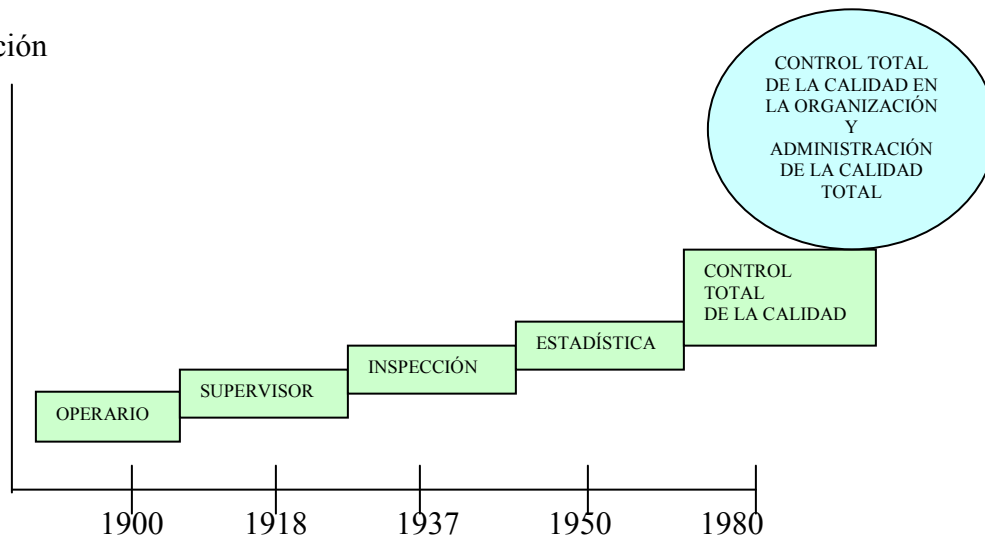 ción
CONTROL TOTAL
DE LA CALIDAD EN
LA ORGANIZACIÓN
Y
ADMINISTRACIÓN
DE LA CALIDAD
TOTAL
CONTROL
TOTAL
DE LA CALIDAD
ESTADÍSTICA
INSPECCIÓN
SUPERVISOR
OPERARIO
1900 1918 1937 1950 1980